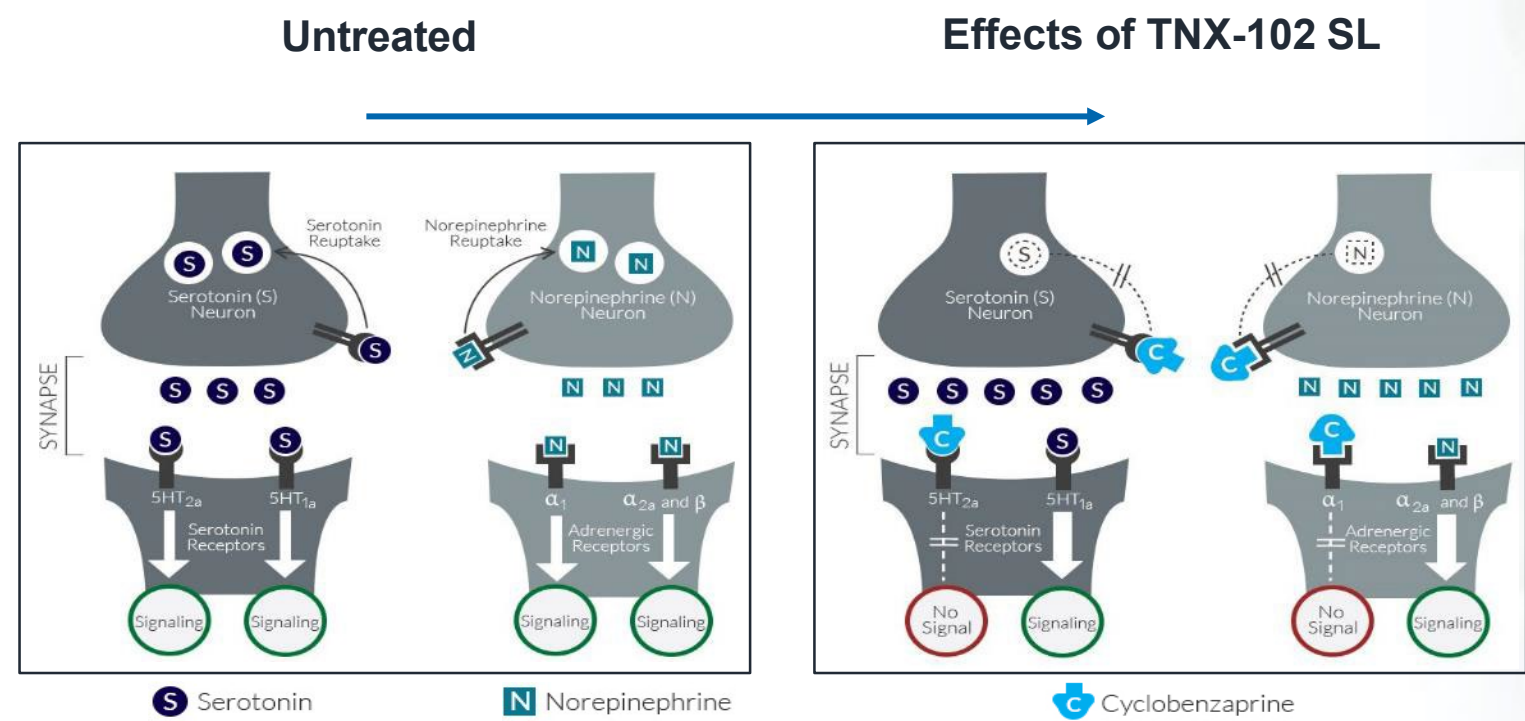 Untreated
Effects of TNX-102 SL
Serotonin
Reuptake
Norepinephrine
Reuptake
S
S
N
N
Serotonin (S)
Neuron
Norepinephrine (N)
Neuron
S
N
SYNAPSE
S S S
N N N
S
S
N
N
5HT2a
5HT1a
α1
α2a and β
Serotonin
Receptors
Adrenergic
Receptors
Signaling
Signaling
Signaling
Signaling
S
N
Serotonin (S)
Neuron
Norepinephrine (N)
Neuron
C
C
SYNAPSE
S S S S S
N N N N N
C
S
C
N
5HT2a
5HT1a
α1
α2a and β
Serotonin
Receptors
Adrenergic
Receptors
No
Signal
Signaling
No
Signal
Signaling
S Serotonin
N Norepinephrine
C Cyclobenzaprine